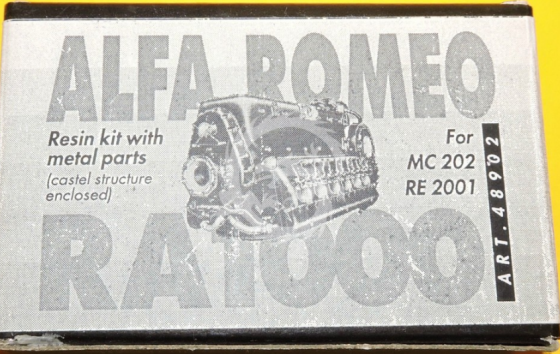 ALFA ROMEO
Resin kit with
metal parts
(castel structure
enclosed)
For
MC 202
RE 2001
RA1000
ART. 48902